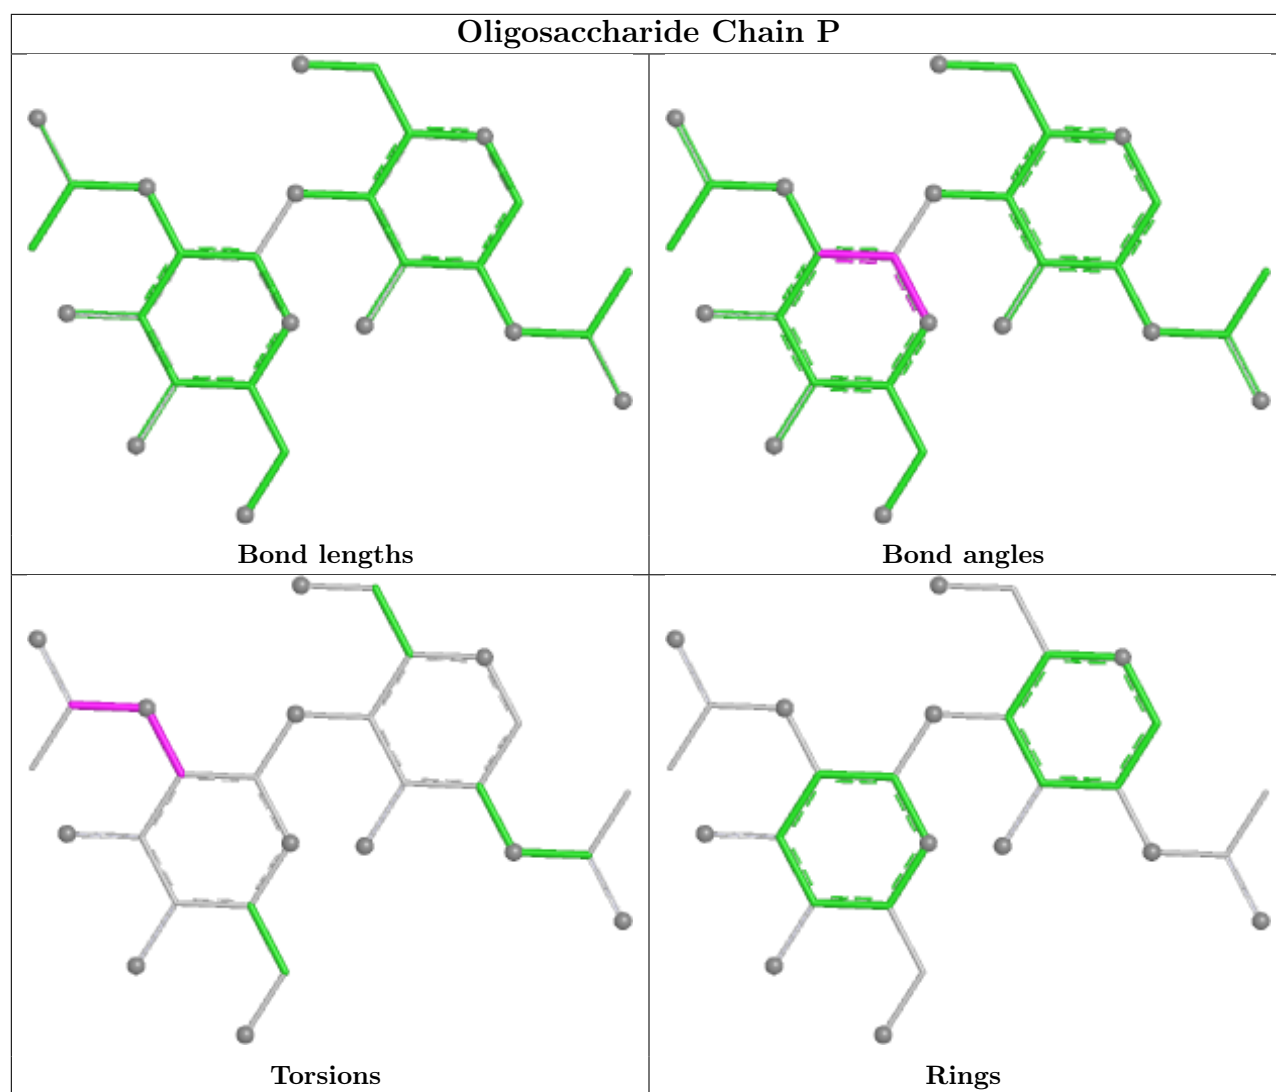 Oligosaccharide Chain P
Bond lengths
Bond angles
Torsions
Rings